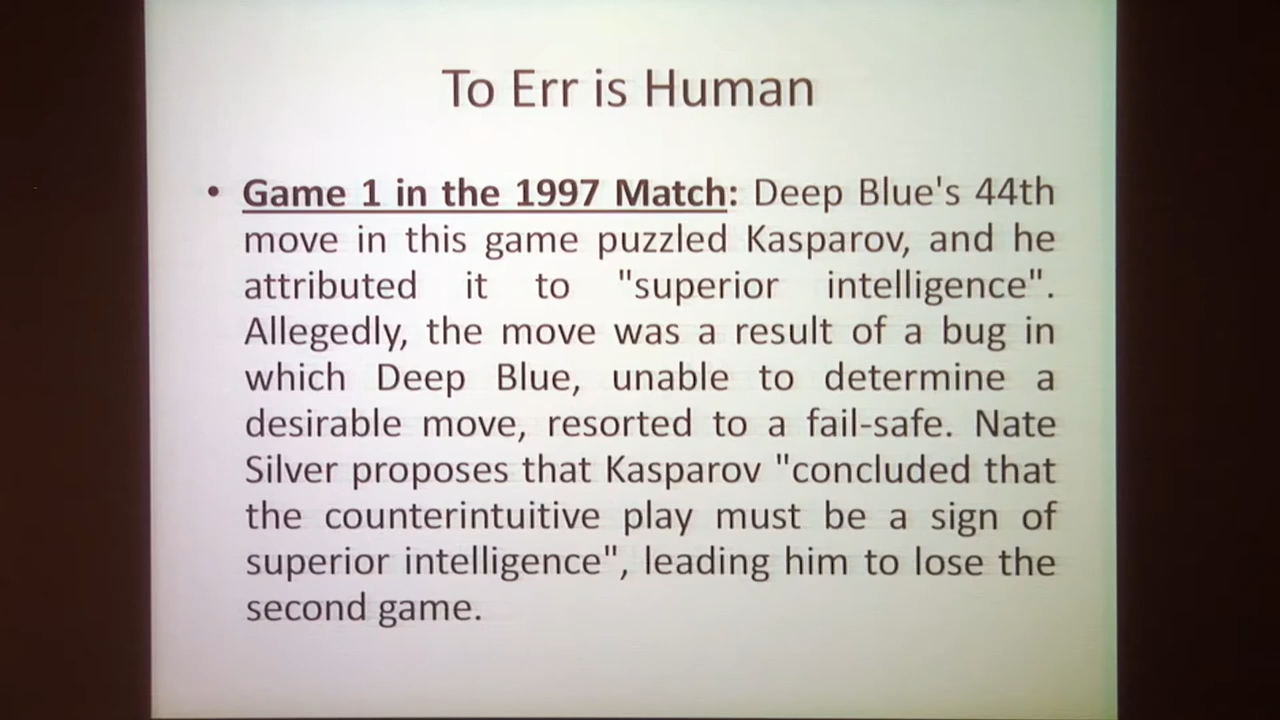 To Err is Human
• Game 1 in the 1997 Match: Deep Blue's 44th
move in this game puzzled Kasparov, and he
attributed it to "superior intelligence".
Allegedly, the move was a result of a bug in
which Deep Blue, unable to determine a
desirable move, resorted to a fail-safe. Nate
Silver proposes that Kasparov "concluded that
the counterintuitive play must be a sign of
superior intelligence", leading him to lose the
second game.